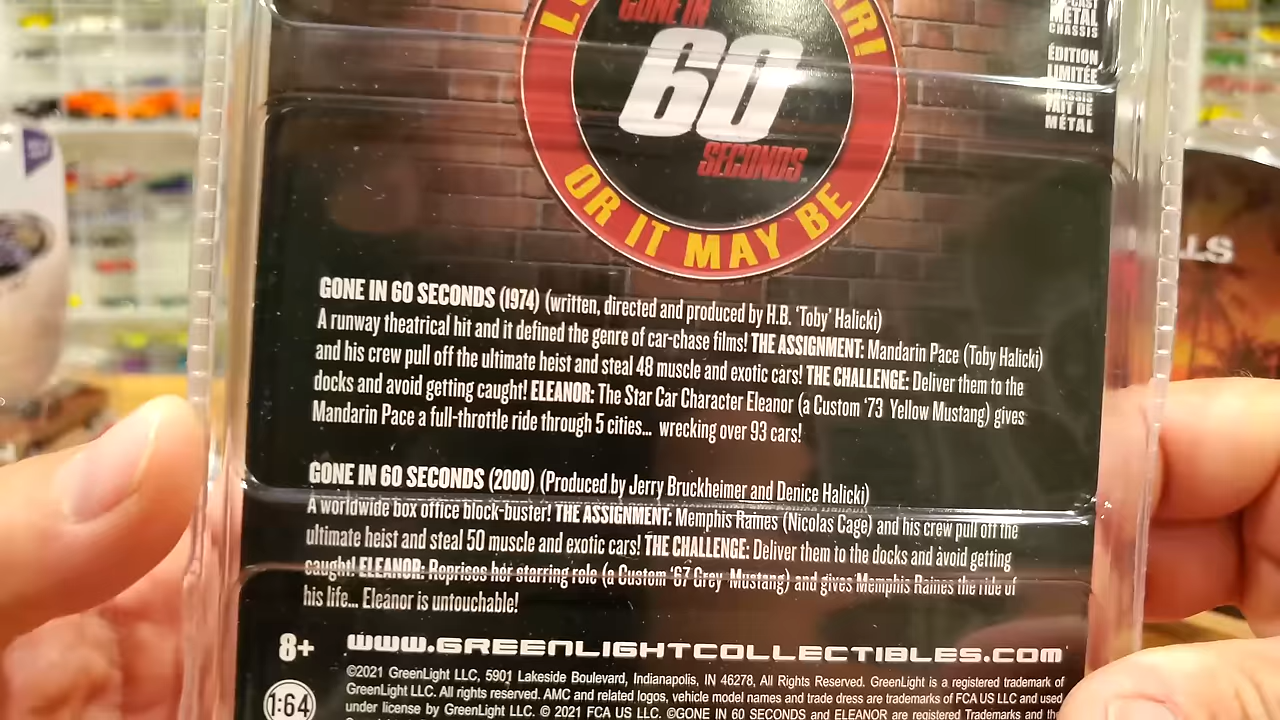 GONE IN
60
SECONDS
OR IT MAY BE
METAL
CHASSIS
ÉDITION
LIMITÉE
CHASSIS
FAIT DE
MÉTAL
LLS
GONE IN 60 SECONDS (1974) (written, directed and produced by H.B. 'Toby' Halicki)
A runway theatrical hit and it defined the genre of car-chase films! THE ASSIGNMENT: Mandarin Pace (Toby Halicki)
and his crew pull off the ultimate heist and steal 48 muscle and exotic cars! THE CHALLENGE: Deliver them to the
docks and avoid getting caught! ELEANOR: The Star Car Character Eleanor (a Custom '73 Yellow Mustang) gives
Mandarin Pace a full-throttle ride through 5 cities... wrecking over 93 cars!
GONE IN 60 SECONDS (2000) (Produced by Jerry Bruckheimer and Denice Halicki)
A worldwide box office block-buster! THE ASSIGNMENT: Memphis Raines (Nicolas Cage) and his crew pull off the
ultimate heist and steal 50 muscle and exotic cars! THE CHALLENGE: Deliver them to the docks and avoid getting
caught! ELEANOR: Reprises her starring role (a Custom '67 Grey Mustang) and gives Memphis Raines the ride of
his life... Eleanor is untouchable!
8+
WWW.GREENLIGHTCOLLECTIBLES.COM
1:64
©2021 GreenLight LLC, 5901 Lakeside Boulevard, Indianapolis, IN 46278, All Rights Reserved. GreenLight is a registered trademark of
GreenLight LLC. All rights reserved. AMC and related logos, vehicle model names and trade dress are trademarks of FCA US LLC and used
under license by GreenLight LLC. © 2021 FCA US LLC. ©GONE IN 60 SECONDS and ELEANOR are registered Trademarks and the